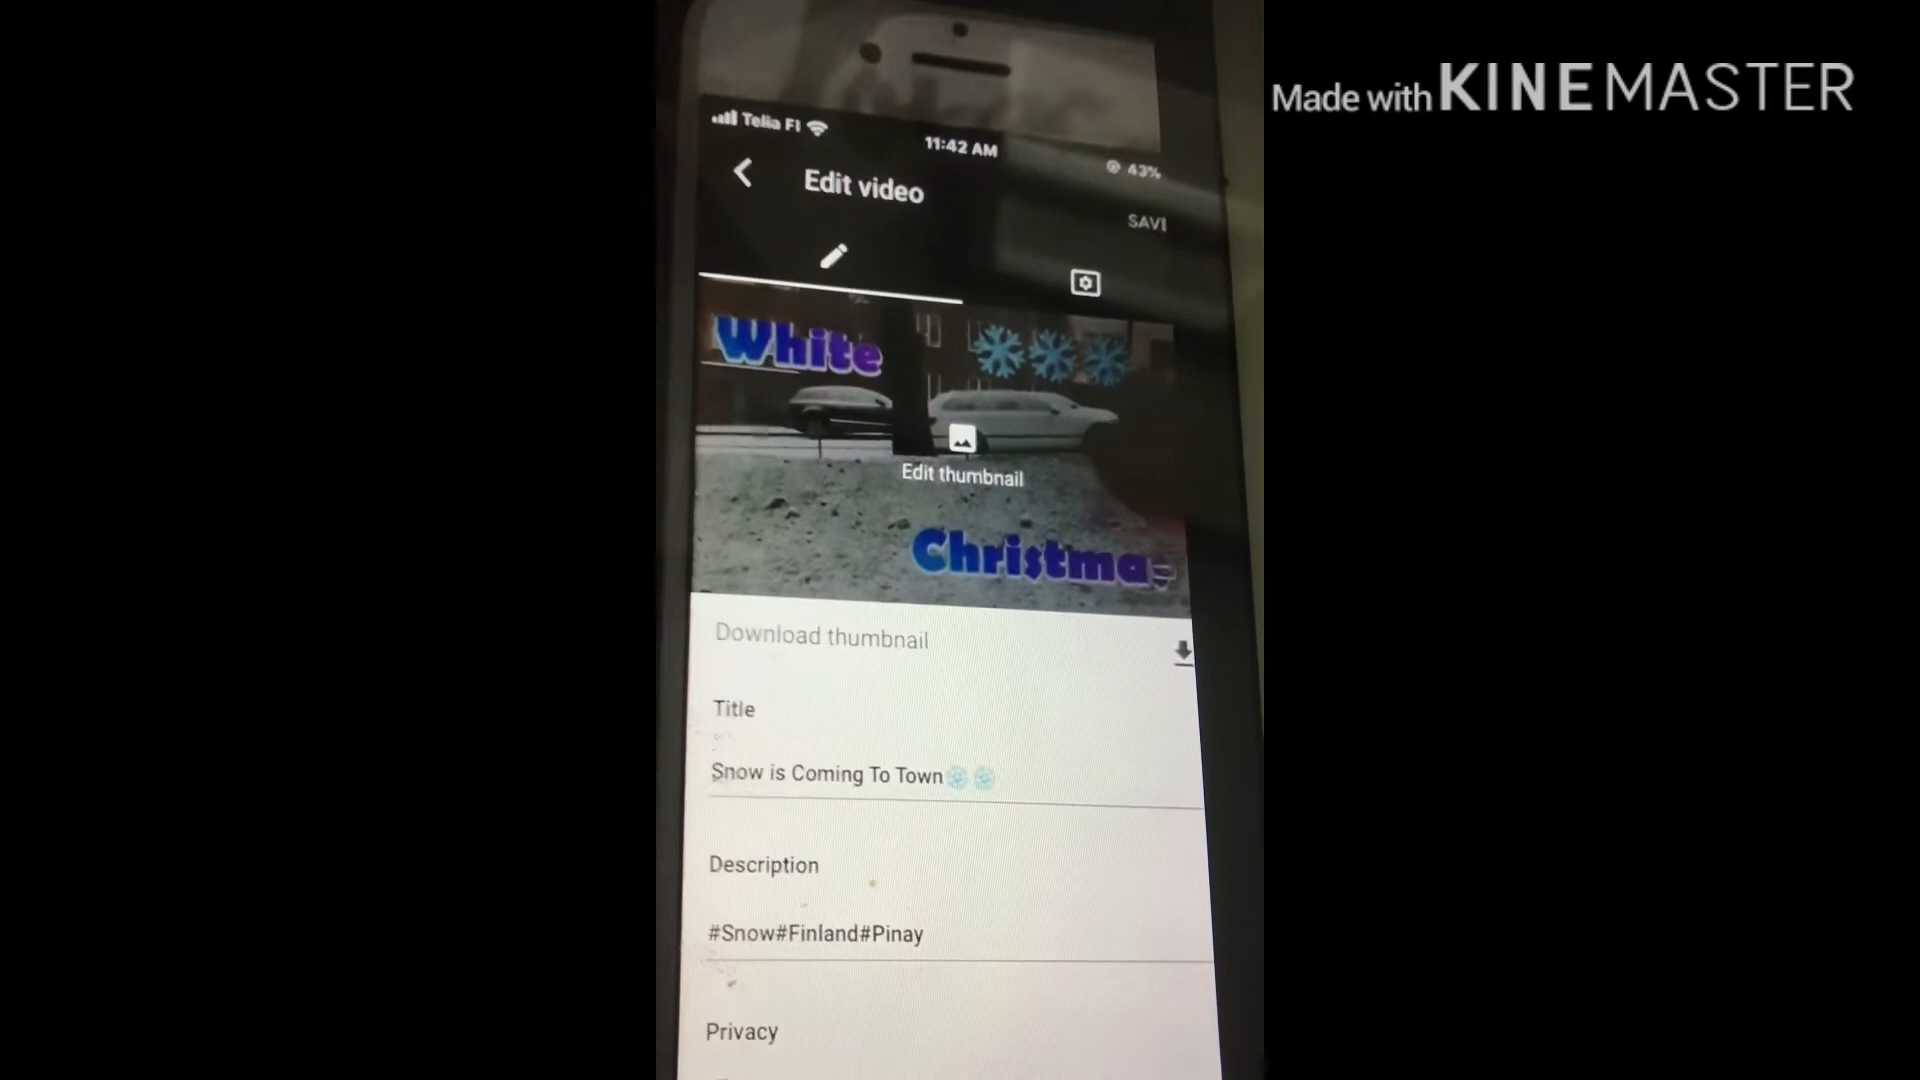 Made with KINEMASTER
Telia FI
11:42 AM
43%
Edit video
SAVE
White
Edit thumbnail
Christmas
Download thumbnail
Title
Snow is Coming To Town
Description
#Snow#Finland#Pinay
Privacy